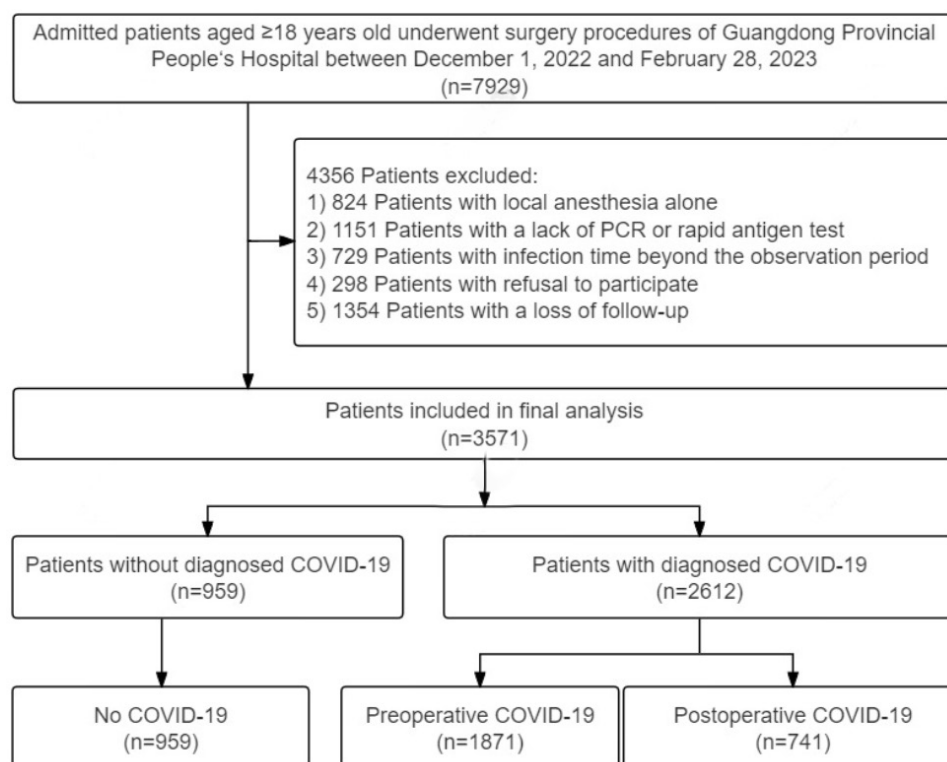 Admitted patients aged ≥18 years old underwent surgery procedures of Guangdong Provincial
People‘s Hospital between December 1, 2022 and February 28, 2023
(n=7929)
4356 Patients excluded:
1) 824 Patients with local anesthesia alone
2) 1151 Patients with a lack of PCR or rapid antigen test
3) 729 Patients with infection time beyond the observation period
4) 298 Patients with refusal to participate
5) 1354 Patients with a loss of follow-up
Patients included in final analysis
(n=3571)
Patients without diagnosed COVID-19
(n=959)
Patients with diagnosed COVID-19
(n=2612)
No COVID-19
(n=959)
Preoperative COVID-19
(n=1871)
Postoperative COVID-19
(n=741)